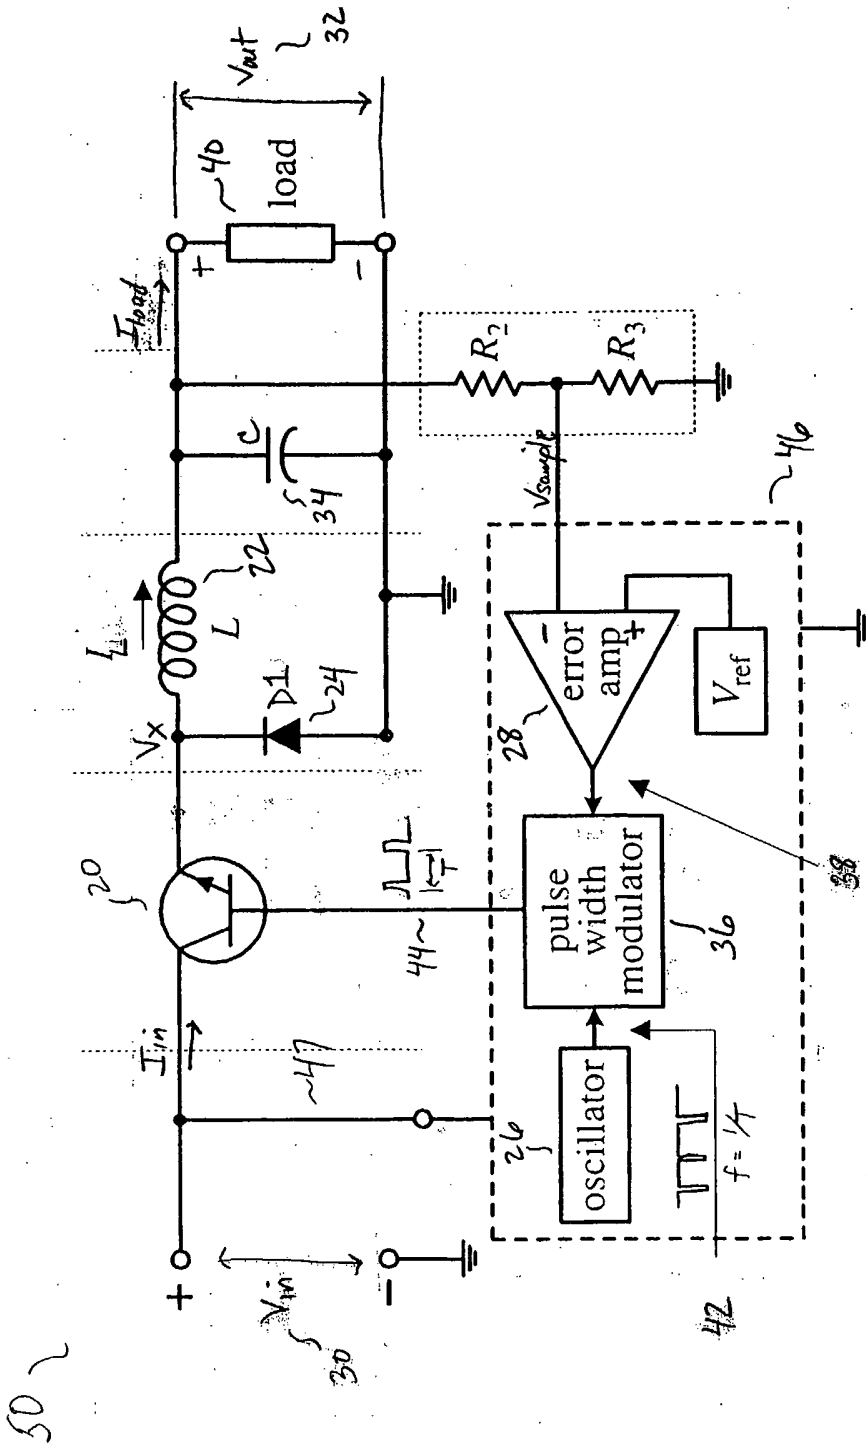 50
Vin
30
+
-
Iin
47
20
44
T
Vx
D1
24
L
22
C
34
Iload
+
-
40
load
Vout
32
R2
R3
Vsample
46
26
oscillator
f = 1/T
42
pulse
width
modulator
36
38
28
-
error
amp
+
Vref